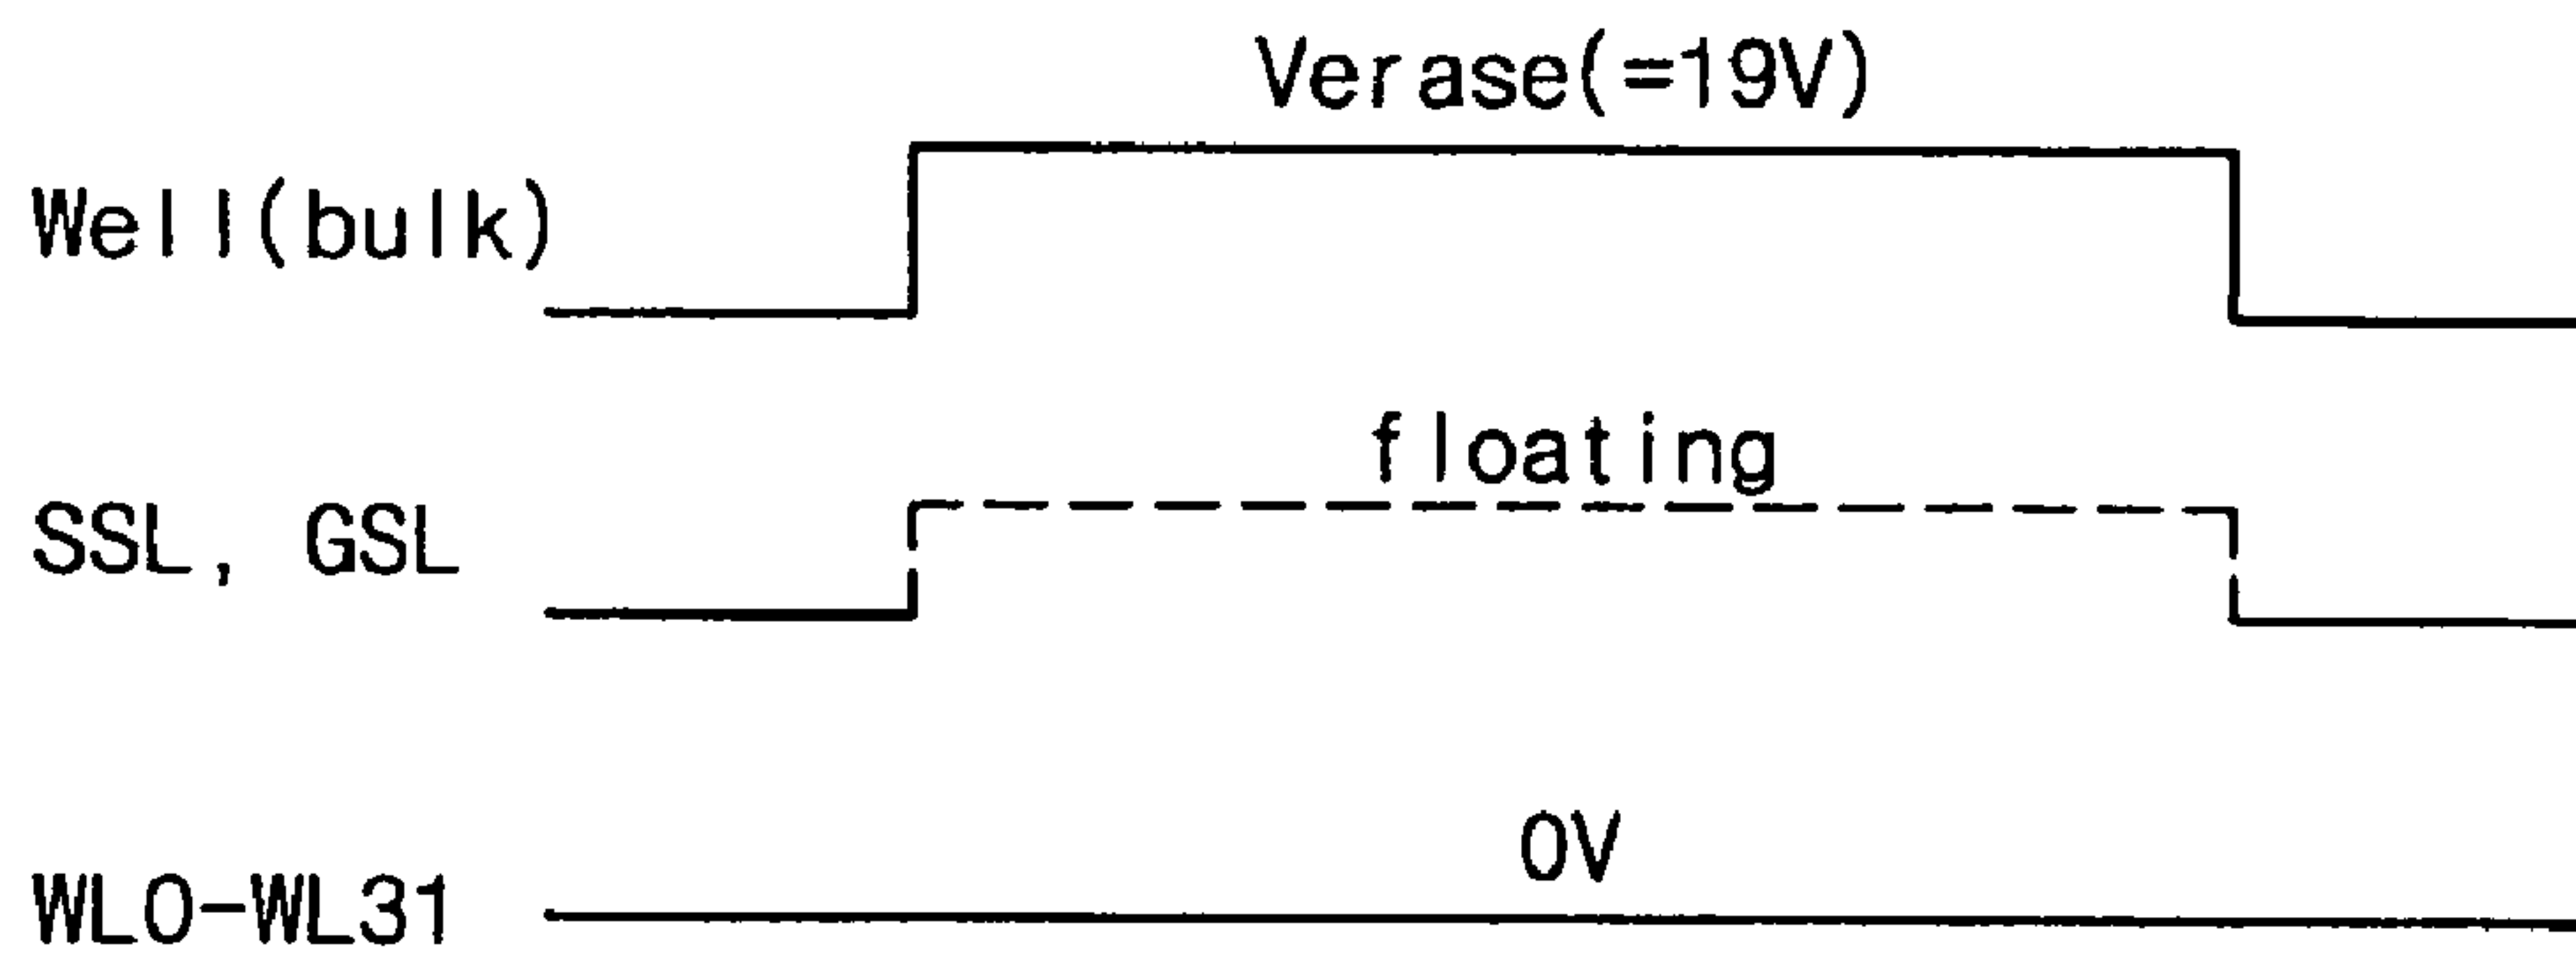 Verase(=19V)
Well(bulk)
floating
SSL, GSL
0V
WL0-WL31